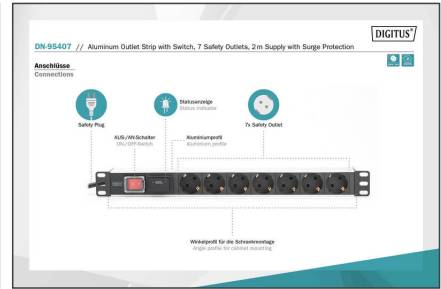 DIGITUS®
DN-95407 // Aluminum Outlet Strip with Switch, 7 Safety Outlets, 2m Supply with Surge Protection
Anschlüsse
Connections
Statusanzeige
Status indicator
Safety Plug
7x Safety Outlet
AUS-/AN-Schalter
ON-/OFF-Switch
Aluminiumprofil
Aluminium profile
Winkelprofil für die Schrankmontage
Angle profile for cabinet mounting